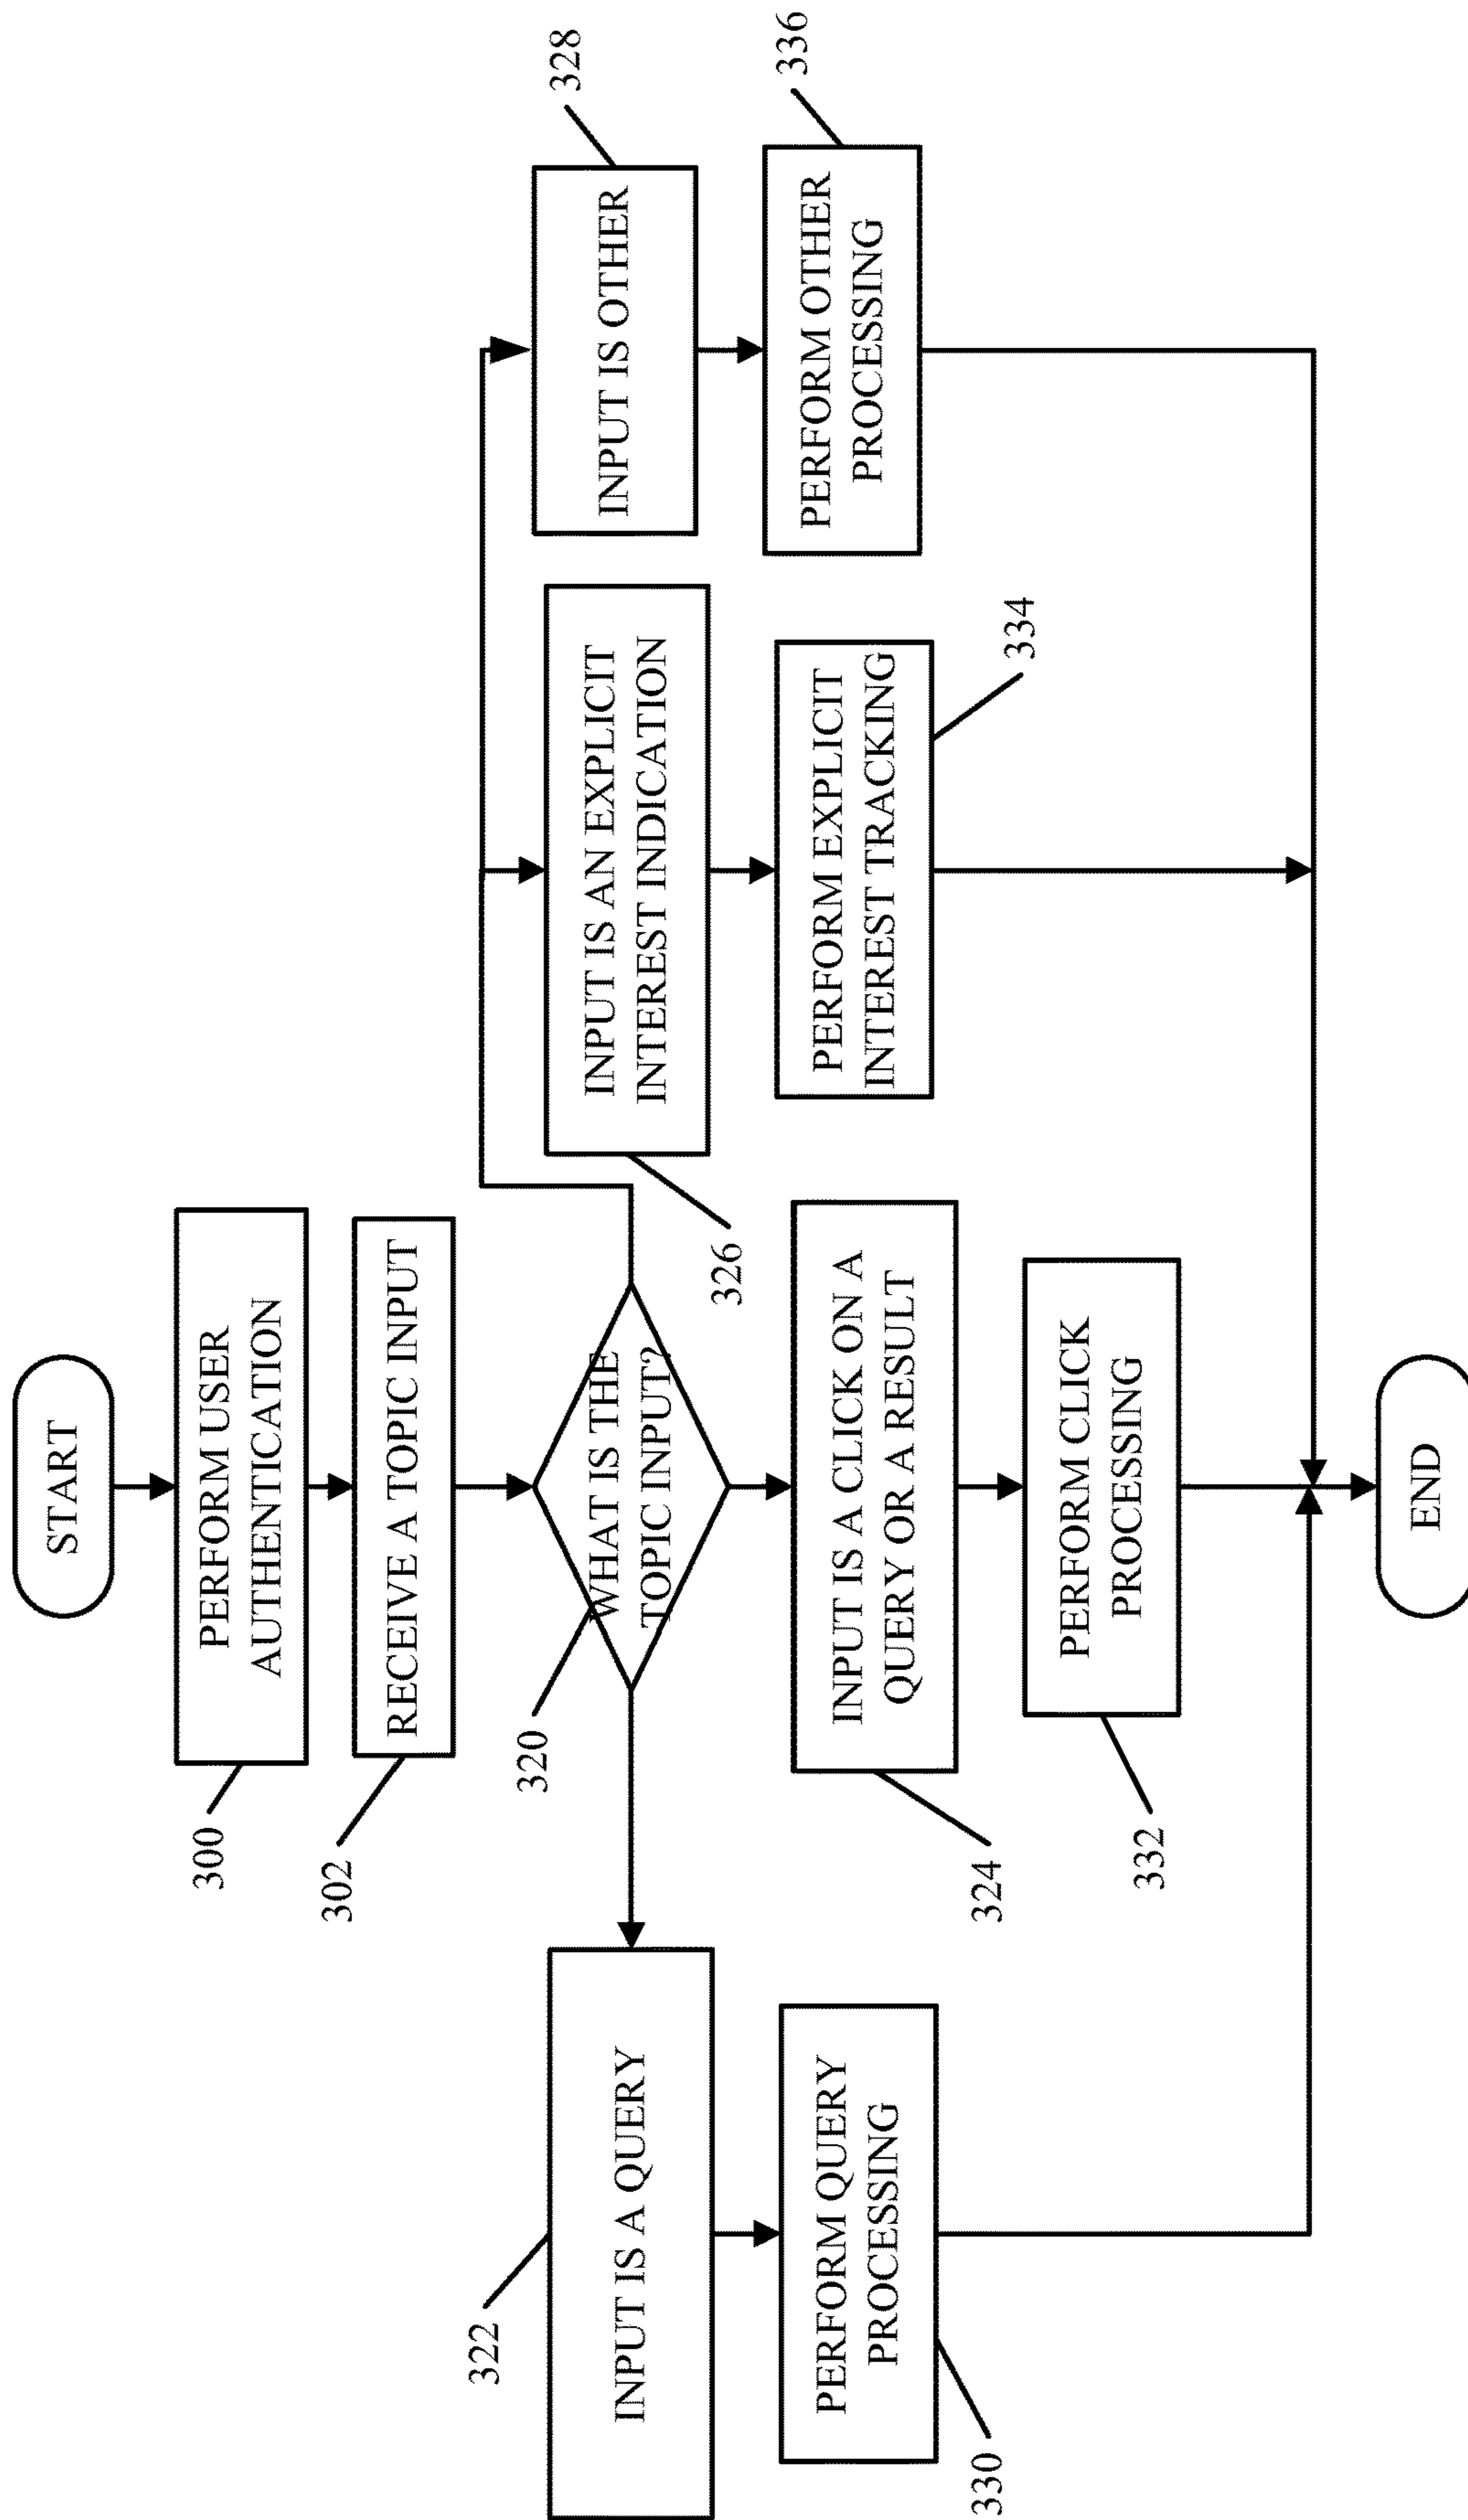 START
PERFORM USER
AUTHENTICATION
300
RECEIVE A TOPIC INPUT
302
WHAT IS THE
TOPIC INPUT?
320
INPUT IS A QUERY
322
PERFORM QUERY
PROCESSING
330
INPUT IS A CLICK ON A
QUERY OR A RESULT
324
PERFORM CLICK
PROCESSING
332
INPUT IS AN EXPLICIT
INTEREST INDICATION
326
PERFORM EXPLICIT
INTEREST TRACKING
334
INPUT IS OTHER
328
PERFORM OTHER
PROCESSING
336
END